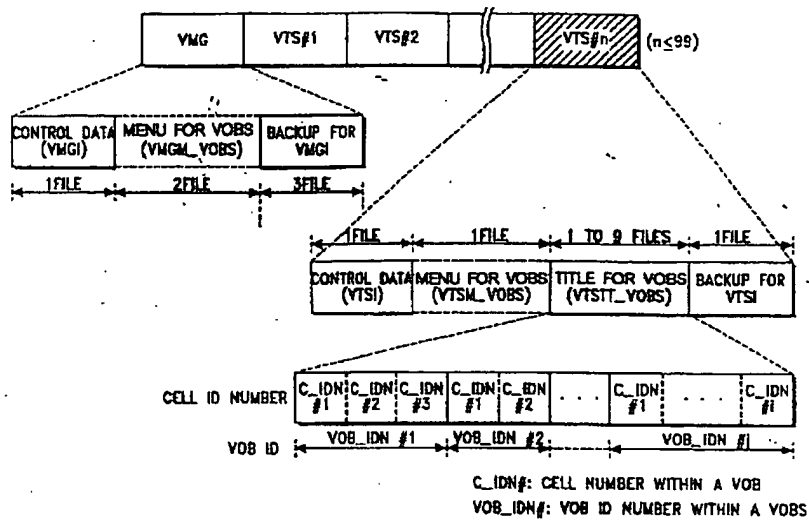 VMG VTS#1 VTS#2 VTS#n (n≤99)
CONTROL DATA (VMGI) MENU FOR VOBS (VMGM_VOBS) BACKUP FOR VMGI
1FILE 2FILE 3FILE
1FILE 1FILE 1 TO 9 FILES 1FILE
CONTROL DATA (VTSI) MENU FOR VOBS (VTSM_VOBS) TITLE FOR VOBS (VTSTT_VOBS) BACKUP FOR VTSI
CELL ID NUMBER C_IDN #1 C_IDN #2 C_IDN #3 C_IDN #1 C_IDN #2 . . . C_IDN #1 . . . C_IDN #i
VOB ID VOB_IDN #1 VOB_IDN #2 VOB_IDN #j
C_IDN#: CELL NUMBER WITHIN A VOB
VOB_IDN#: VOB ID NUMBER WITHIN A VOBS